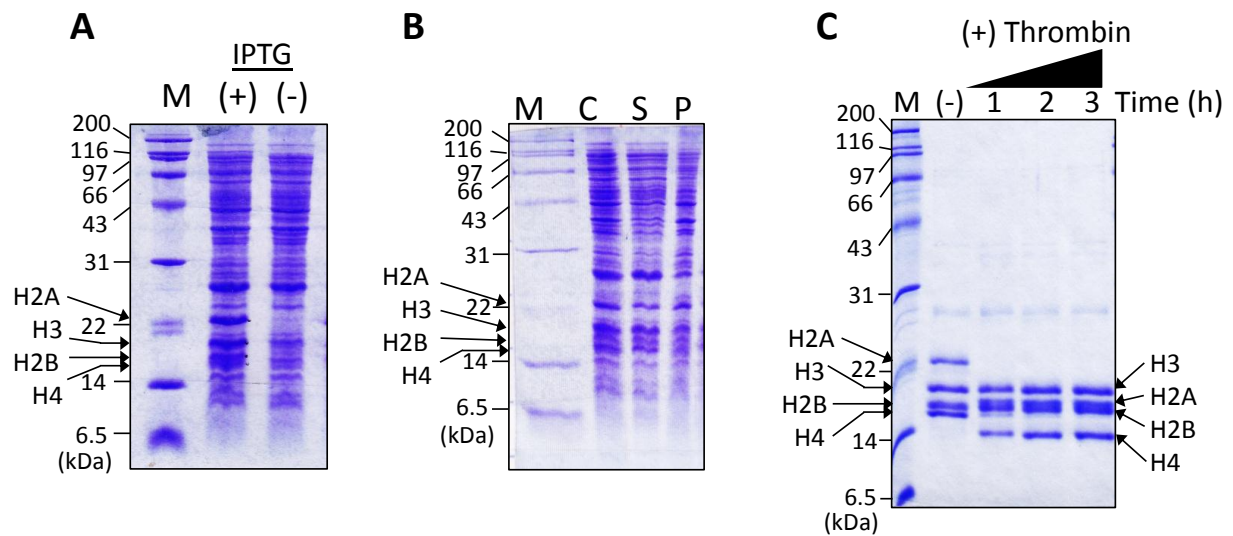 A
IPTG
M (+) (-)
200
116
97
66
43
31
H2A
22
H3
H2B
14
H4
6.5
(kDa)
B
M C S P
200
116
97
66
43
31
H2A
22
H3
H2B
14
H4
6.5
(kDa)
C
(+) Thrombin
M (-) 1 2 3 Time (h)
200
116
97
66
43
31
H2A
22
H3
H2B
H4
14
6.5
(kDa)
H3
H2A
H2B
H4